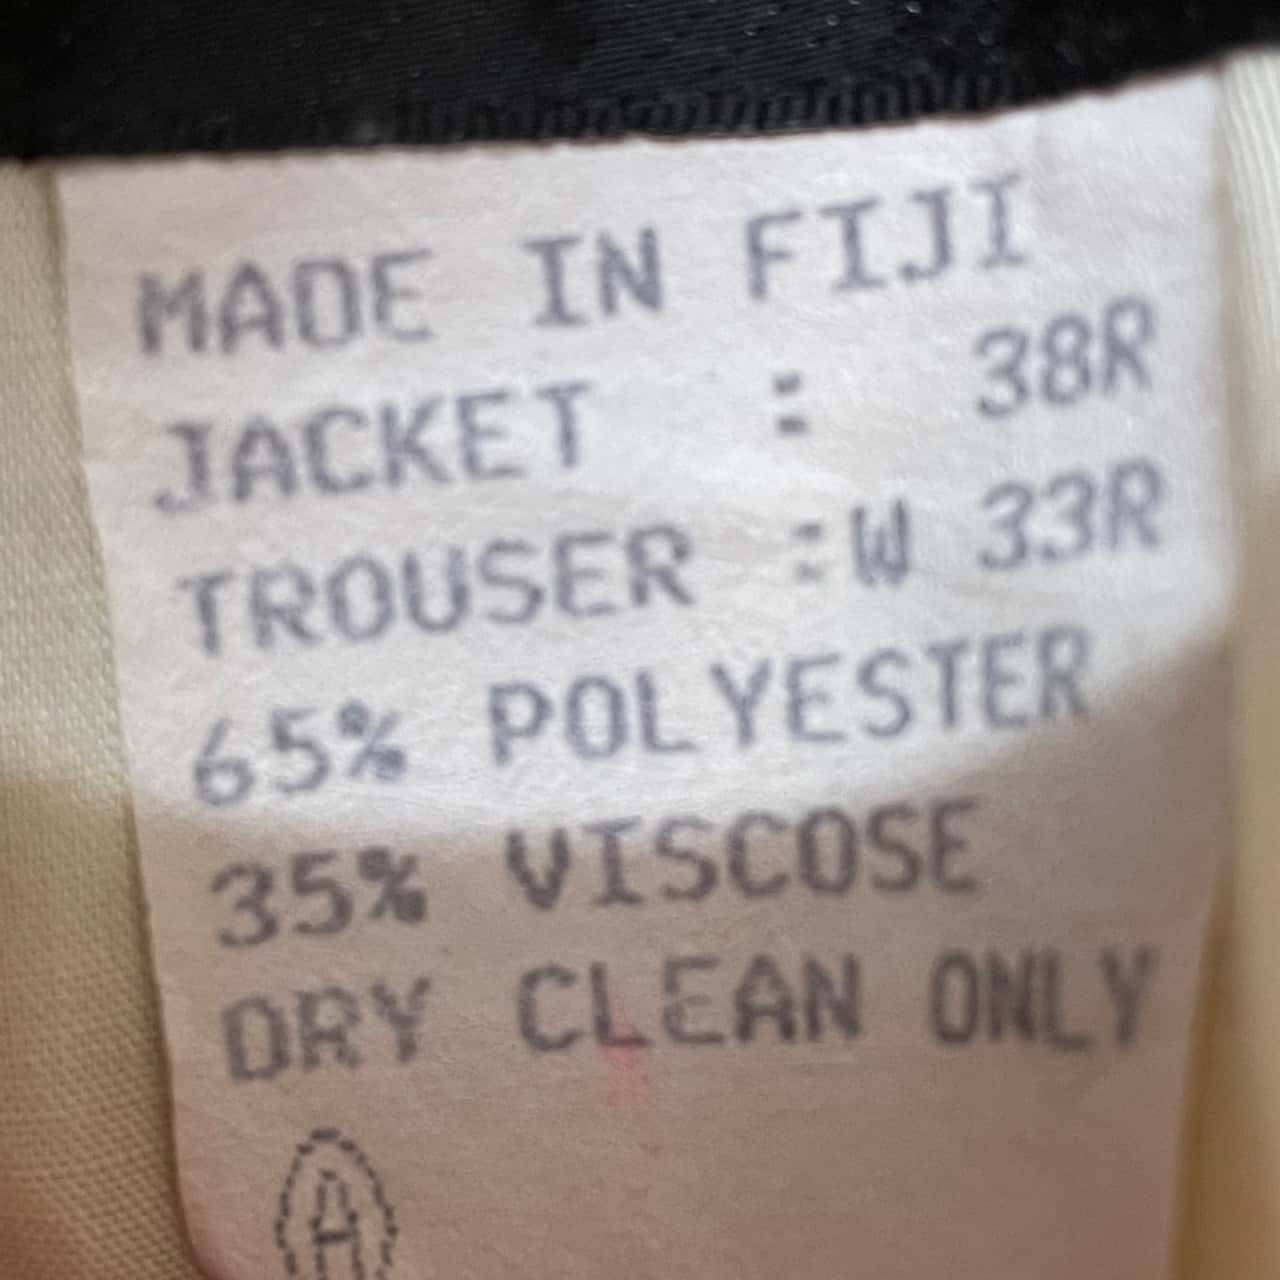 MADE IN FIJI
JACKET : 38R
TROUSER :W 33R
65% POLYESTER
35% VISCOSE
DRY CLEAN ONLY
A